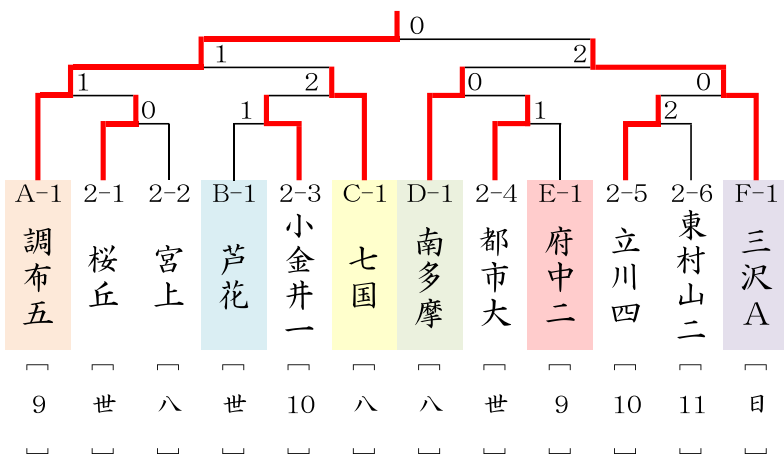 0
1 2
1 2 0 0
0 1 1 2
A-1 2-1 2-2 B-1 2-3 C-1 D-1 2-4 E-1 2-5 2-6 F-1
調布五 桜丘 宮上 芦花 小金井一 七国 南多摩 都市大 府中二 立川四 東村山二 三沢A
9 世 八 世 10 八 八 世 9 10 11 日